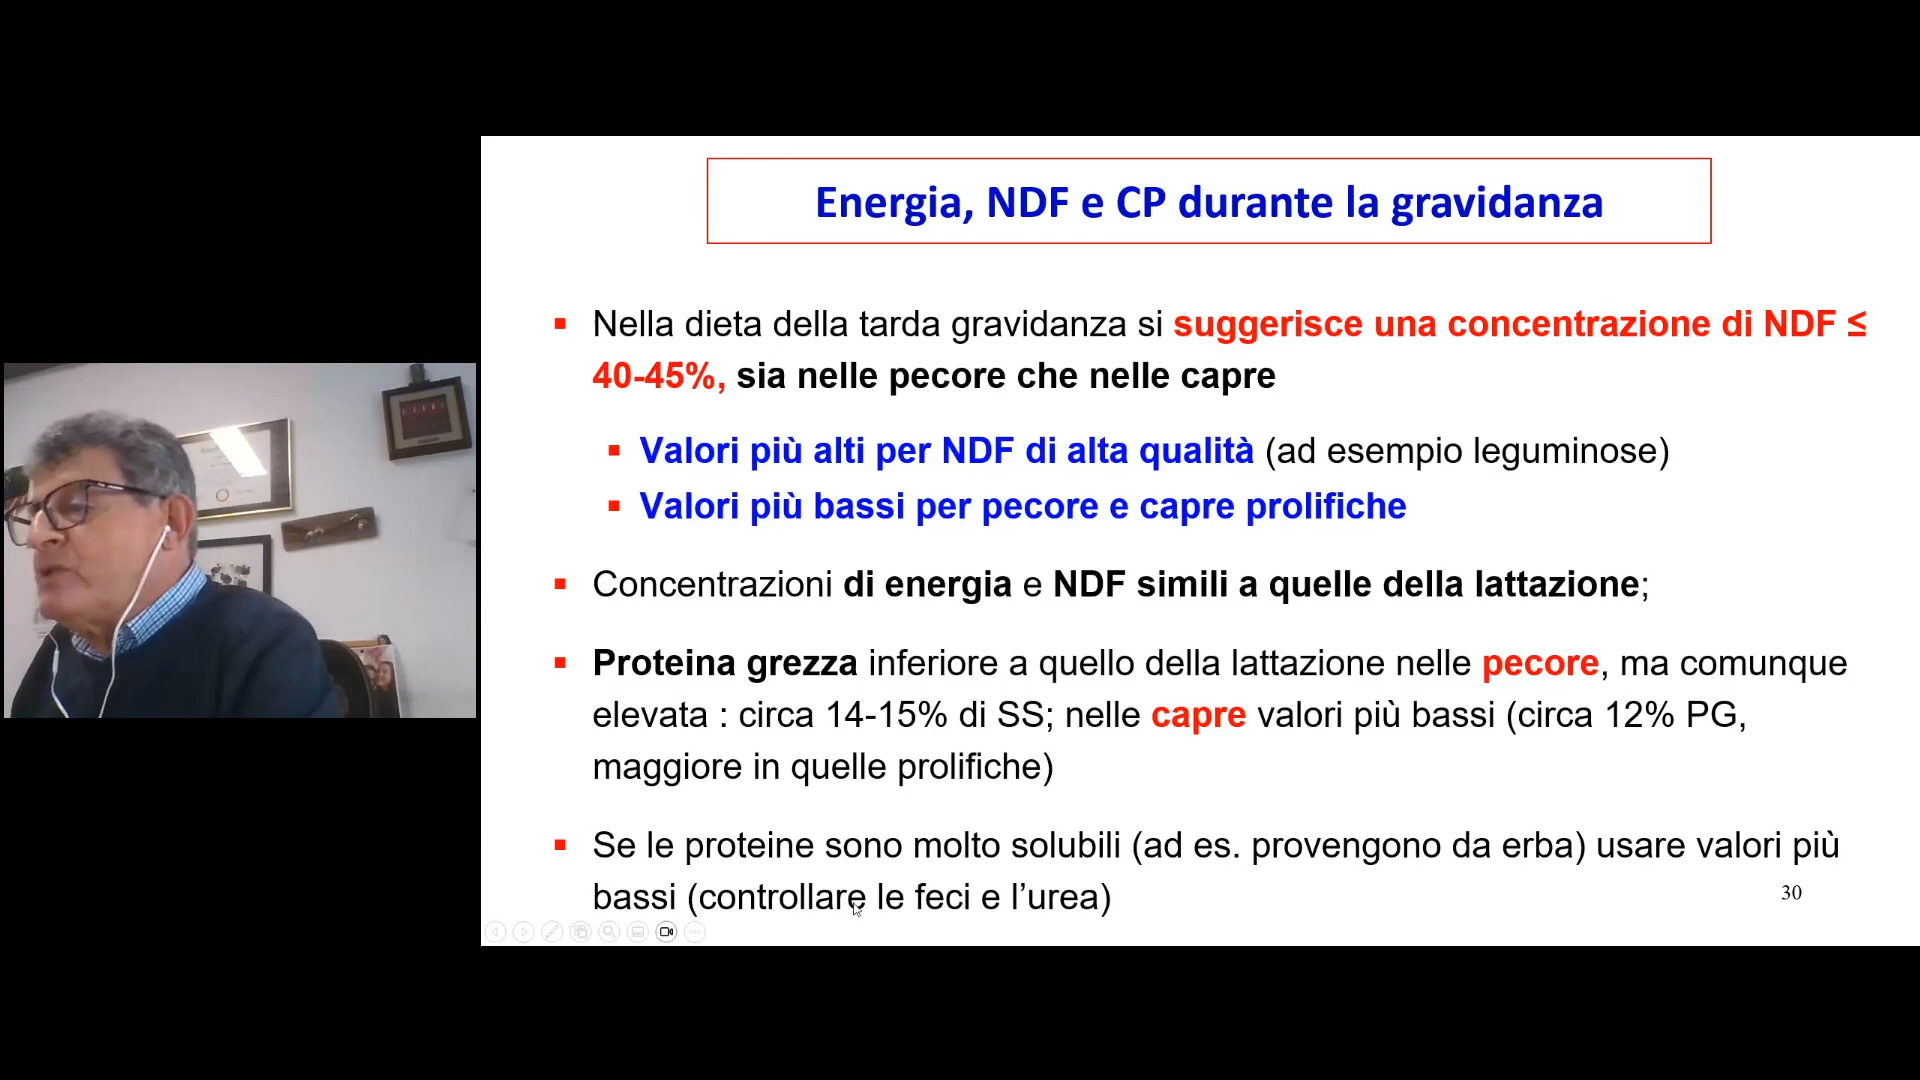 Energia, NDF e CP durante la gravidanza
▪ Nella dieta della tarda gravidanza si suggerisce una concentrazione di NDF ≤
40-45%, sia nelle pecore che nelle capre
▪ Valori più alti per NDF di alta qualità (ad esempio leguminose)
▪ Valori più bassi per pecore e capre prolifiche
▪ Concentrazioni di energia e NDF simili a quelle della lattazione;
▪ Proteina grezza inferiore a quello della lattazione nelle pecore, ma comunque
elevata : circa 14-15% di SS; nelle capre valori più bassi (circa 12% PG,
maggiore in quelle prolifiche)
▪ Se le proteine sono molto solubili (ad es. provengono da erba) usare valori più
bassi (controllare le feci e l’urea)
30